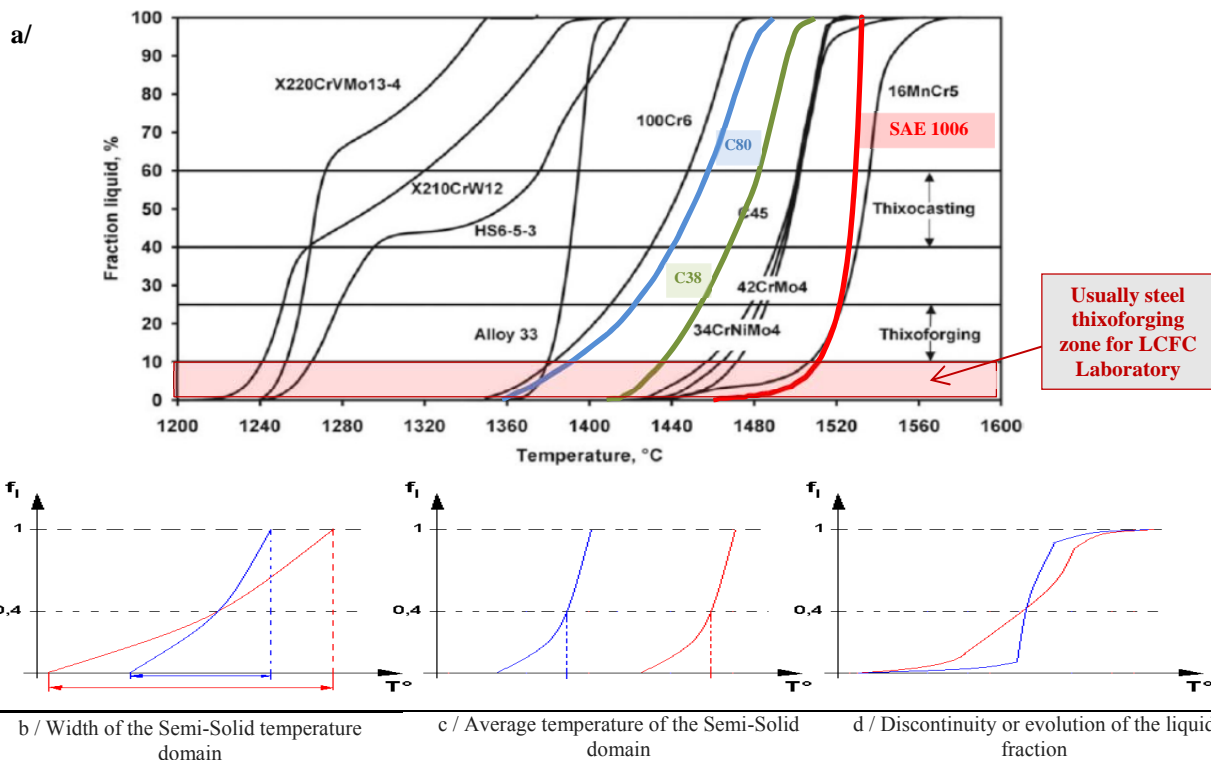 a/
Fraction liquid, %
100
90
80
70
60
50
40
30
20
10
0
X220CrVMo13-4
X210CrW12
HS6-5-3
Alloy 33
100Cr6
C80
C38
C45
42CrMo4
34CrNiMo4
16MnCr5
SAE 1006
Thixocasting
Thixoforging
1200 1240 1280 1320 1360 1400 1440 1480 1520 1560 1600
Temperature, °C
Usually steel
thixoforging
zone for LCFC
Laboratory
fl
1
0,4
T°
b / Width of the Semi-Solid temperature
domain
fl
1
0,4
T°
c / Average temperature of the Semi-Solid
domain
fl
1
0,4
T°
d / Discontinuity or evolution of the liquid
fraction